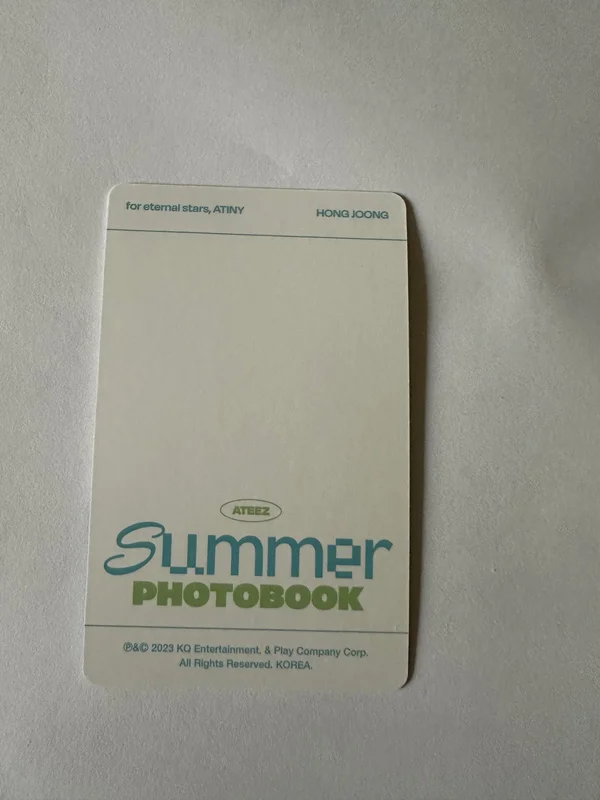 for eternal stars, ATINY HONG JOONG
ATEEZ
Summer
PHOTOBOOK
℗&© 2023 KQ Entertainment. & Play Company Corp.
All Rights Reserved. KOREA.